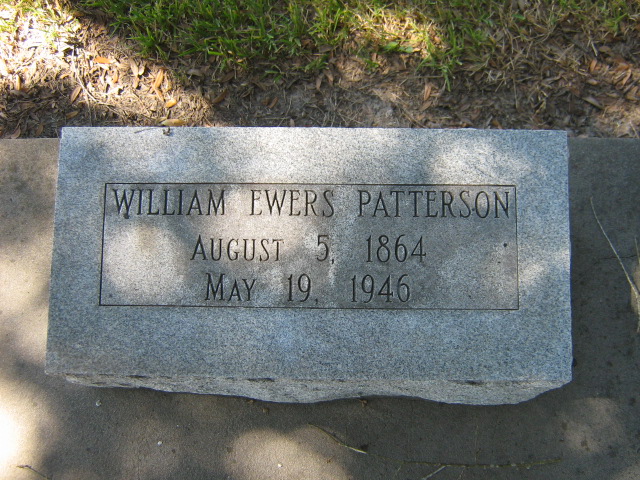 WILLIAM EWERS PATTERSON
AUGUST 5, 1864
MAY 19, 1946